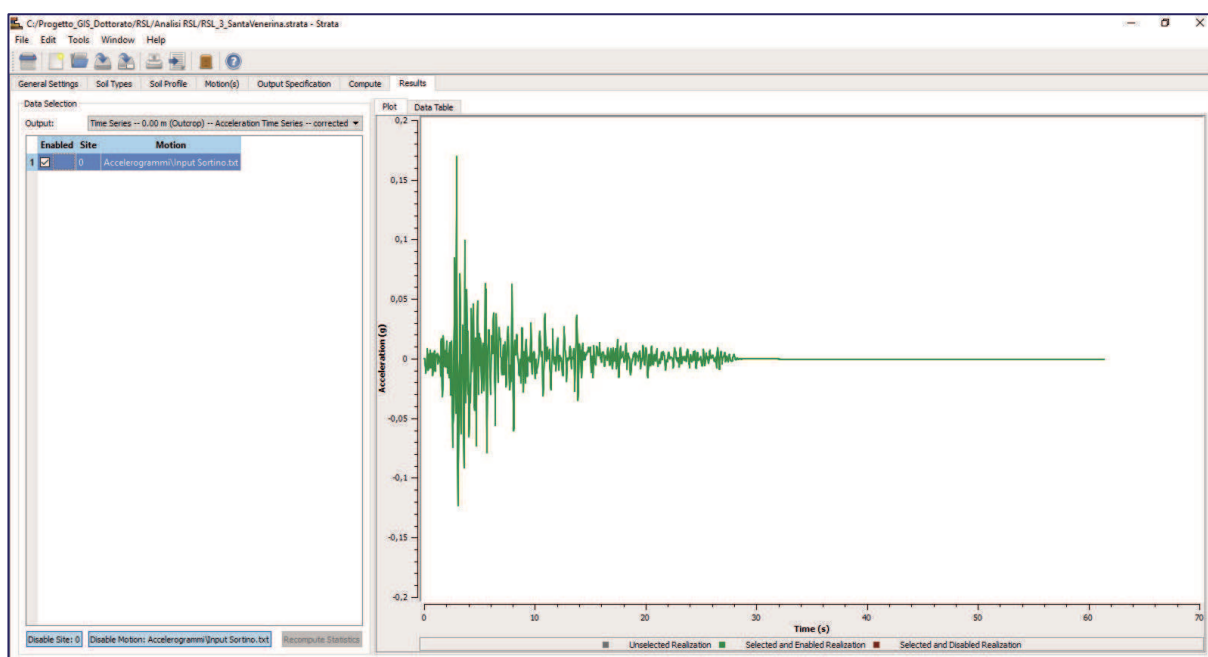 C:/Progetto_GIS_Dottorato/RSL/Analisi RSL/RSL_3_SantaVenerina.strata - Strata
File Edit Tools Window Help
General Settings Soil Types Soil Profile Motion(s) Output Specification Compute Results
Data Selection
Output: Time Series -- 0.00 m (Outcrop) -- Acceleration Time Series -- corrected
Enabled Site Motion
1 0 Accelerogrammi\Input Sortino.txt
Disable Site: 0 Disable Motion: Accelerogrammi\Input Sortino.txt Recompute Statistics
Plot Data Table
0,2
0,15
0,1
0,05
0
-0,05
-0,1
-0,15
-0,2
Acceleration (g)
0 10 20 30 40 50 60 70
Time (s)
Unselected Realization Selected and Enabled Realization Selected and Disabled Realization